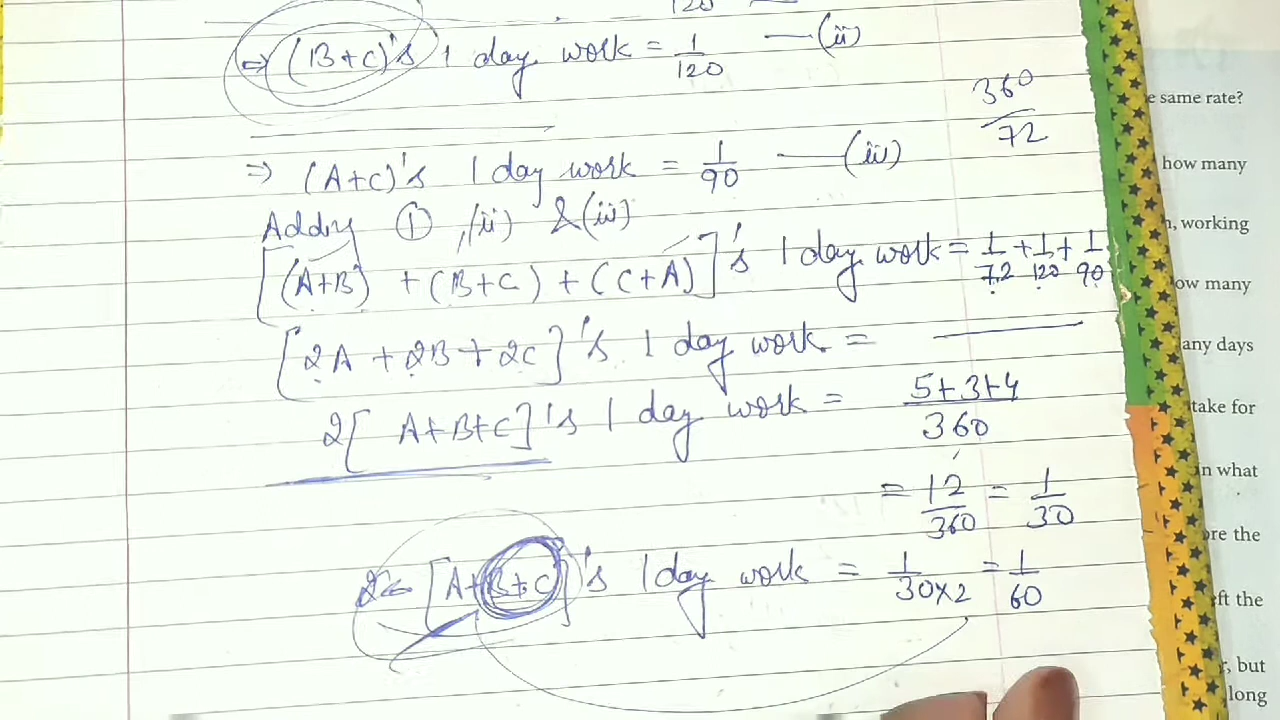 120
⇒ (B+C)'s 1 day work = 1/120 —(ii)
360/72
⇒ (A+C)'s 1 day work = 1/90 —(iii)
Adding ①, (ii) & (iii)
[(A+B) + (B+C) + (C+A)]'s 1 day work = 1/72 + 1/120 + 1/90
[2A + 2B + 2C]'s 1 day work =
2[A+B+C]'s 1 day work = 5+3+4/360
= 12/360 = 1/30
[A+B+C]'s 1 day work = 1/30×2 = 1/60
e same rate?
how many
, working
ow many
any days
take for
n what
ore the
eft the
, but
long